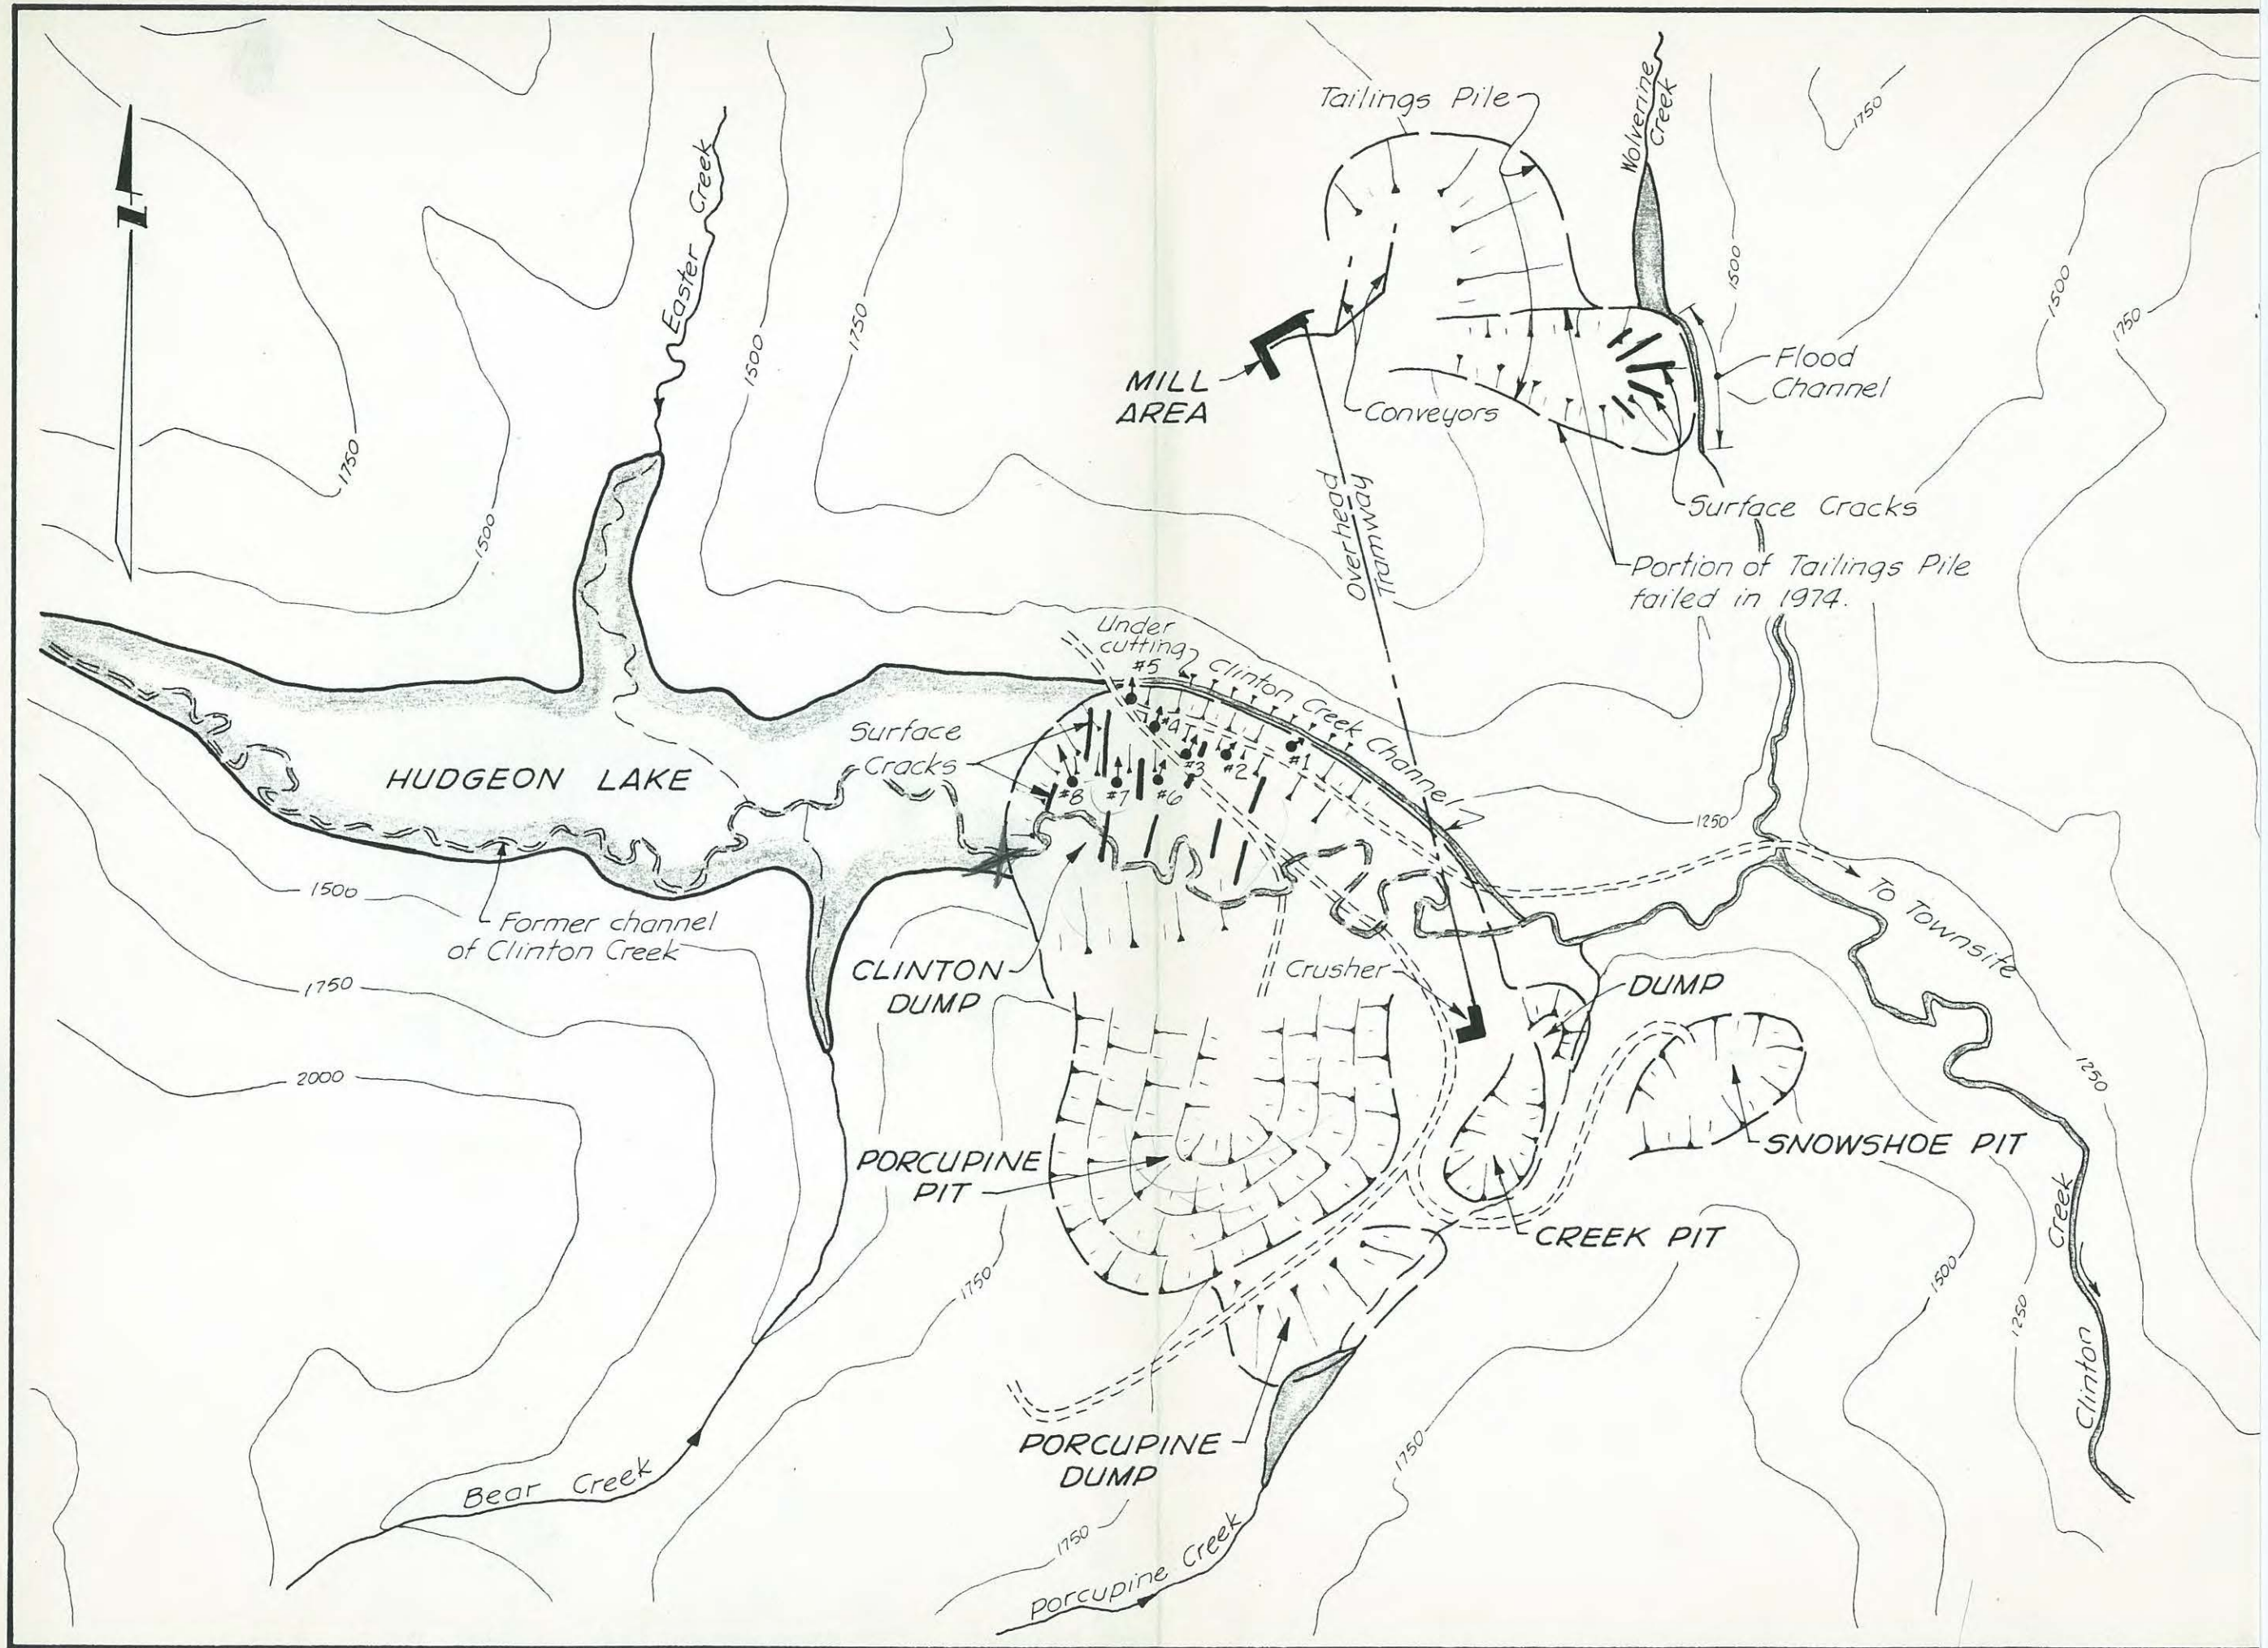 Tailings Pile
Wolverine
Creek
1750
Easter Creek
1500
1750
1500
1500
1750
Flood
Channel
MILL
AREA
Conveyors
1750
1500
Overhead
Tramway
Surface Cracks
Portion of Tailings Pile
failed in 1974.
Under
cutting
#5
Clinton Creek Channel
Surface
Cracks
#4
#3
#2
#1
HUDGEON LAKE
#8
#7
#6
1250
1500
Former channel
of Clinton Creek
To Townsite
CLINTON
DUMP
Crusher
DUMP
1750
2000
1250
PORCUPINE
PIT
SNOWSHOE PIT
CREEK PIT
1750
1500
1250
Clinton Creek
PORCUPINE
DUMP
1750
Bear Creek
1750
Porcupine Creek
N